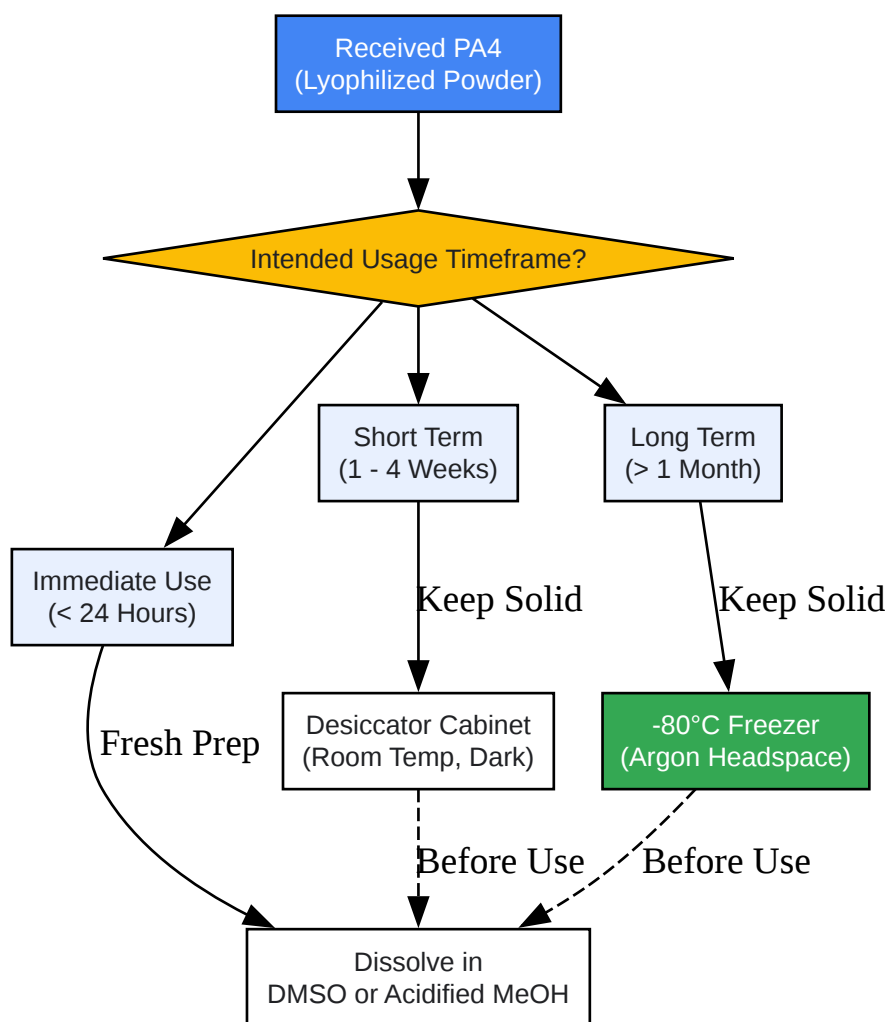 Received PA4
(Lyophilized Powder)
Intended Usage Timeframe?
Short Term
(1 - 4 Weeks)
Long Term
(> 1 Month)
Immediate Use
(< 24 Hours)
Keep Solid
Keep Solid
Desiccator Cabinet
(Room Temp, Dark)
-80°C Freezer
(Argon Headspace)
Fresh Prep
Before Use
Before Use
Dissolve in
DMSO or Acidified MeOH